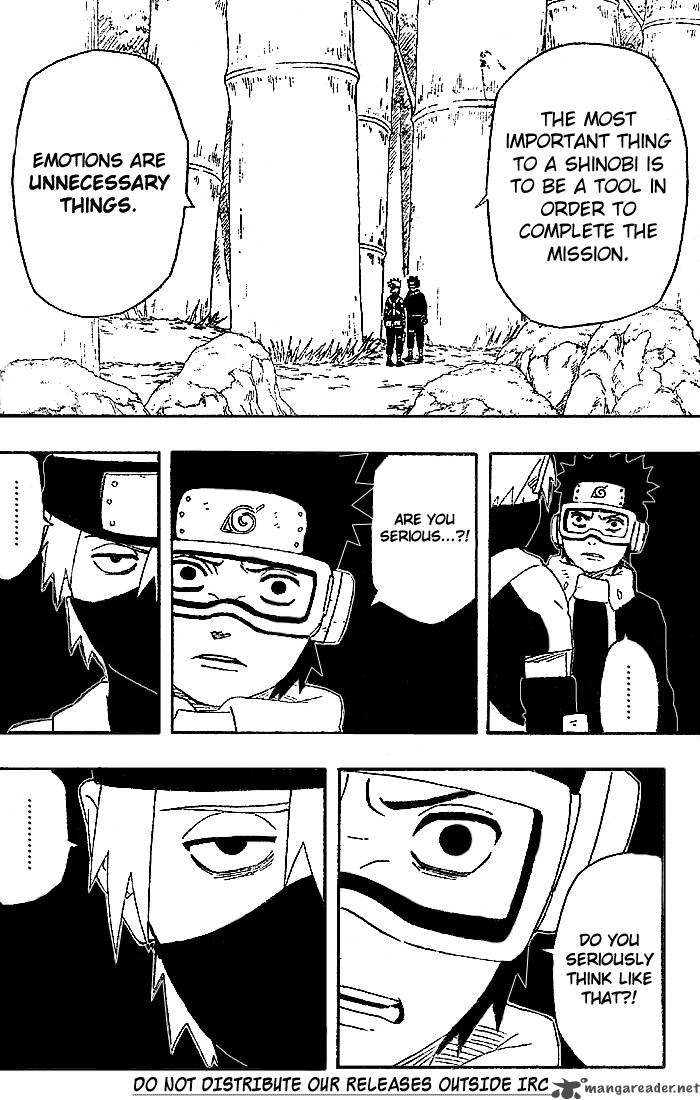 THE MOST
IMPORTANT THING
TO A SHINOBI IS
TO BE A TOOL IN
ORDER TO
COMPLETE THE
MISSION.
EMOTIONS ARE
UNNECESSARY
THINGS.
.........
ARE YOU
SERIOUS...?!
.........
DO YOU
SERIOUSLY
THINK LIKE
THAT?!
.........
DO NOT DISTRIBUTE OUR RELEASES OUTSIDE IRC
mangareader.net